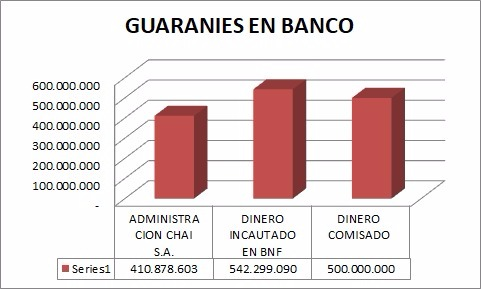 GUARANIES EN BANCO
600.000.000
500.000.000
400.000.000
300.000.000
200.000.000
100.000.000
-
ADMINISTRA
CION CHAI
S.A.
DINERO
INCAUTADO
EN BNF
DINERO
COMISADO
Series1 410.878.603 542.299.090 500.000.000